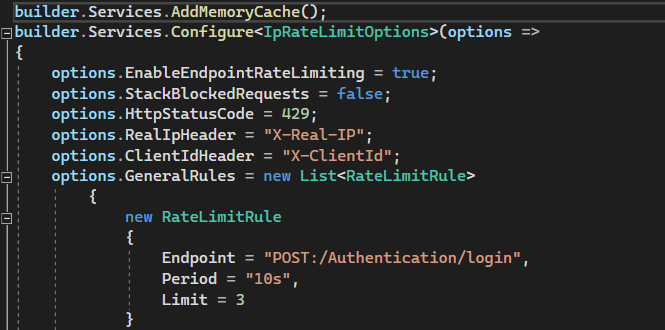 builder.Services.AddMemoryCache();
builder.Services.Configure<IpRateLimitOptions>(options =>
{
options.EnableEndpointRateLimiting = true;
options.StackBlockedRequests = false;
options.HttpStatusCode = 429;
options.RealIpHeader = "X-Real-IP";
options.ClientIdHeader = "X-ClientId";
options.GeneralRules = new List<RateLimitRule>
{
new RateLimitRule
{
Endpoint = "POST:/Authentication/login",
Period = "10s",
Limit = 3
}